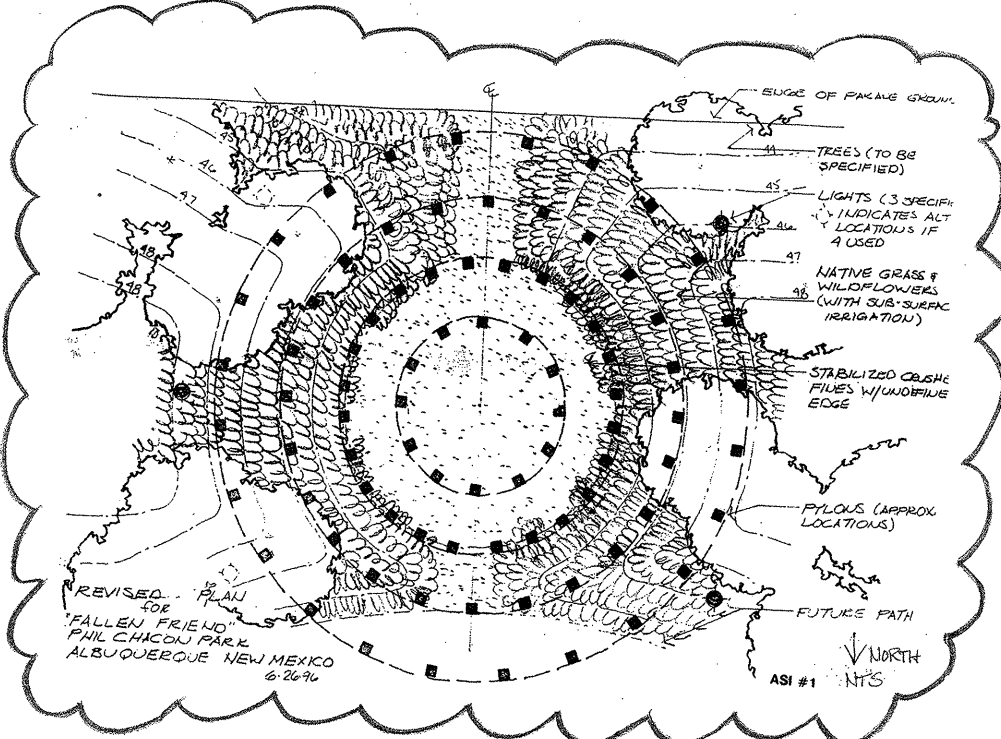 ℄
EDGE OF PARADE
TREES (TO BE
SPECIFIED)
LIGHTS (3
INDICATES ALT
LOCATIONS IF
4 USED
NATIVE GRASS &
WILDFLOWERS
(WITH SUB-SURFAC
IRRIGATION)
STABILIZED CRUSHE
FINES W/UNDEFINE
EDGE
PYLONS (APPROX
LOCATIONS)
FUTURE PATH
NORTH
NTS
ASI #1
44
45
46
47
48
45
46
47
48
48
REVISED PLAN
for
"FALLEN FRIEND"
PHIL CHACON PARK
ALBUQUERQUE NEW MEXICO
6·26·96